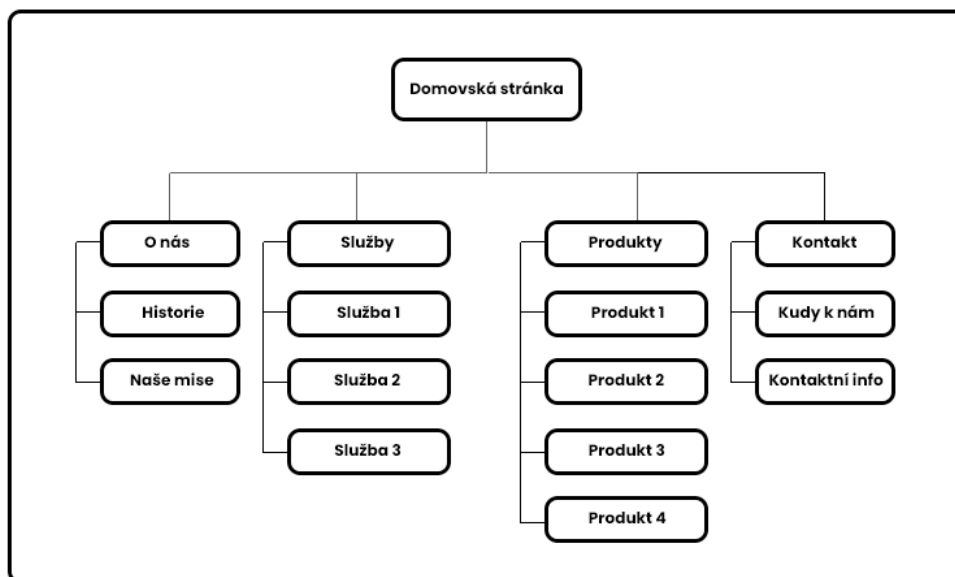 Domovská stránka
O nás
Historie
Naše mise
Služby
Služba 1
Služba 2
Služba 3
Produkty
Produkt 1
Produkt 2
Produkt 3
Produkt 4
Kontakt
Kudy k nám
Kontaktní info